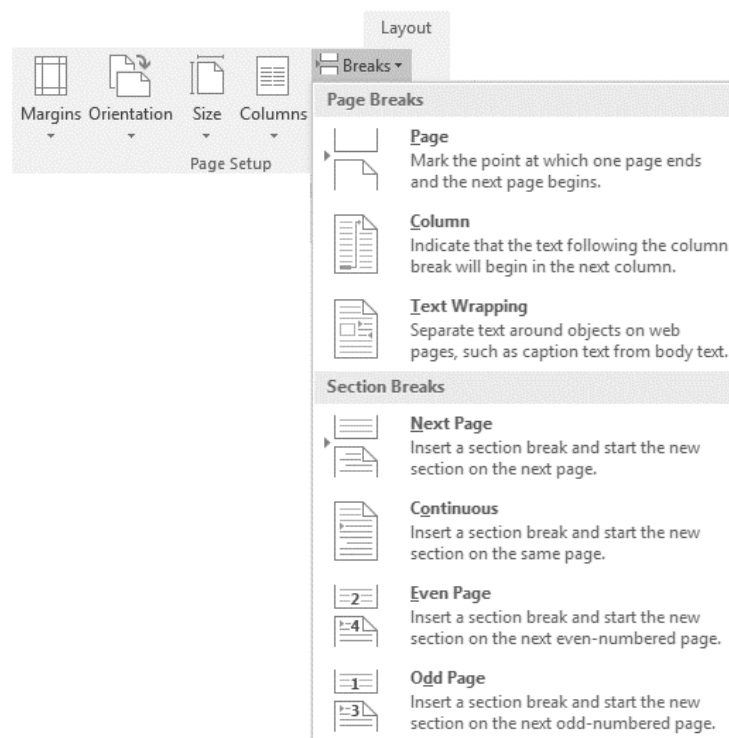 Layout
Breaks
Margins Orientation Size Columns
Page Setup
Page Breaks
Page
Mark the point at which one page ends
and the next page begins.
Column
Indicate that the text following the column
break will begin in the next column.
Text Wrapping
Separate text around objects on web
pages, such as caption text from body text.
Section Breaks
Next Page
Insert a section break and start the new
section on the next page.
Continuous
Insert a section break and start the new
section on the same page.
2
4
Even Page
Insert a section break and start the new
section on the next even-numbered page.
1
3
Odd Page
Insert a section break and start the new
section on the next odd-numbered page.